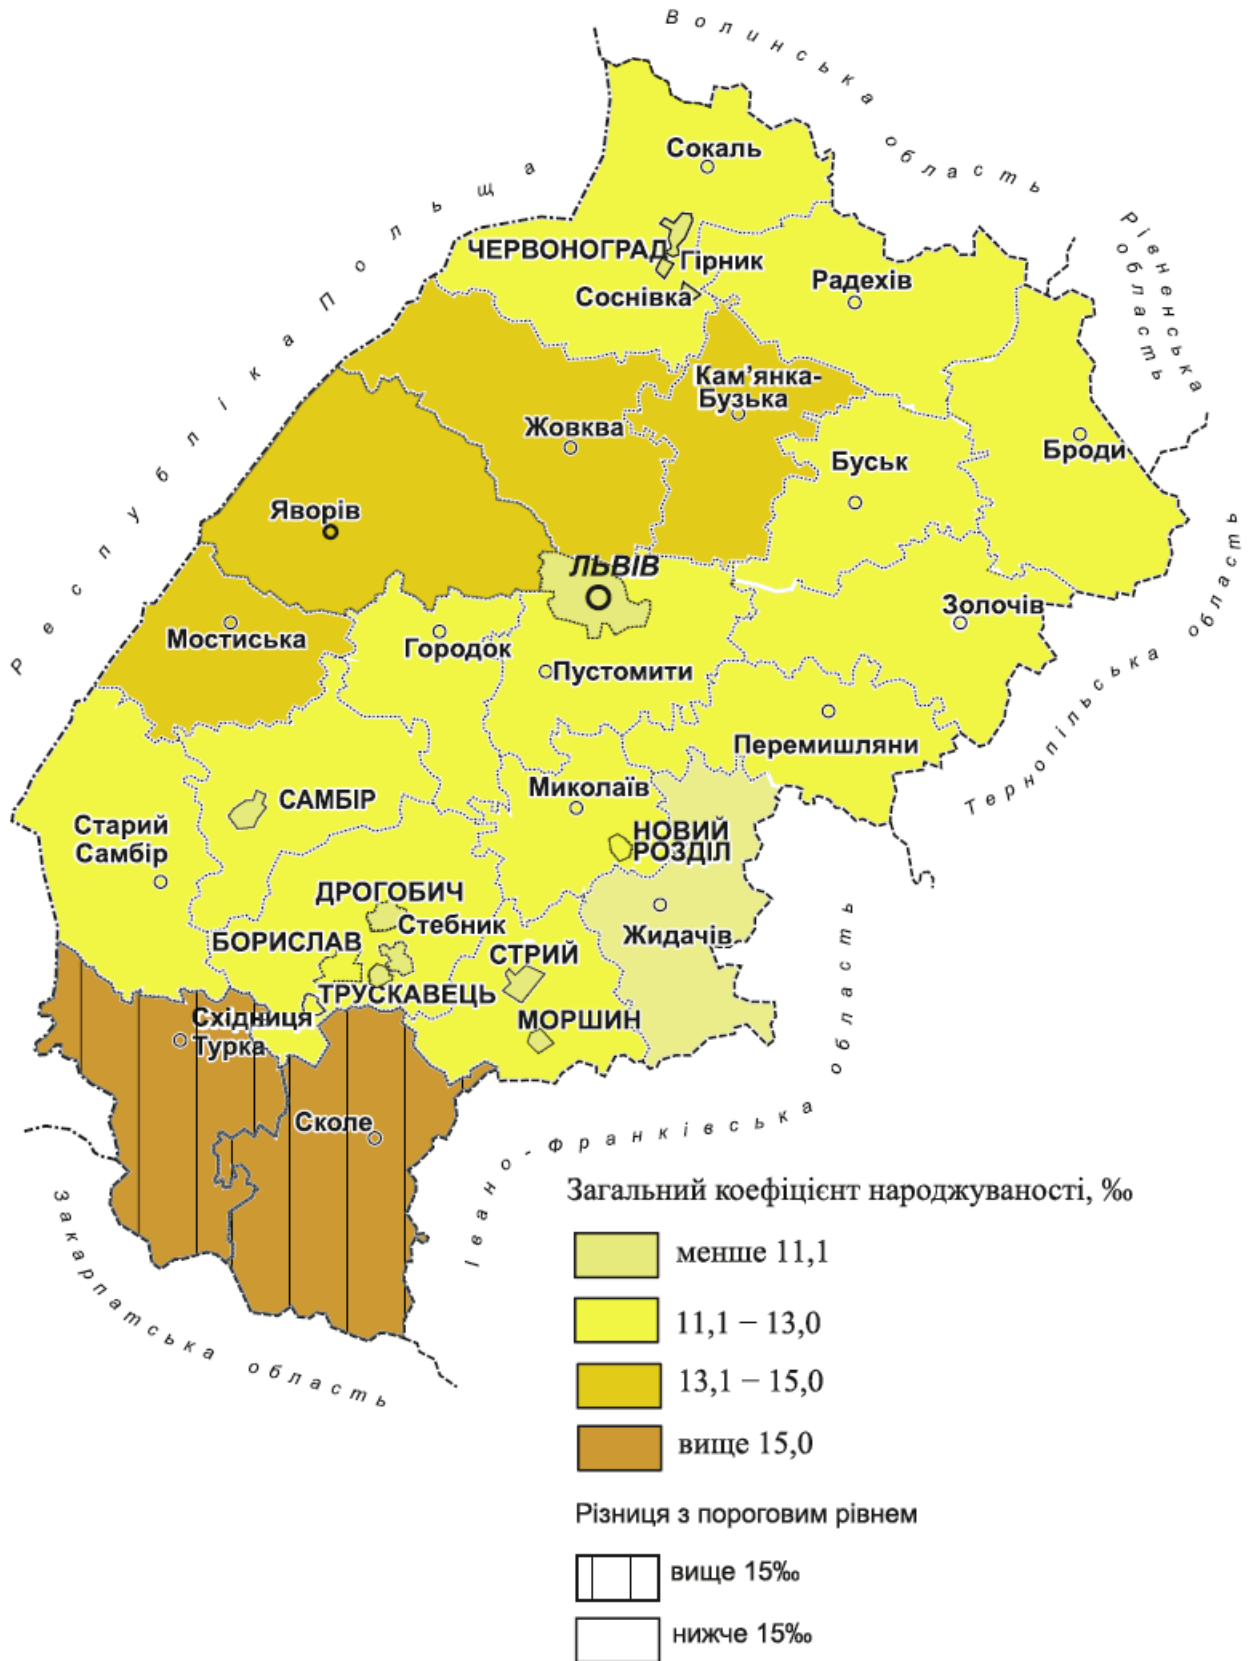 Волинська область
Республіка Польща
Рівненська
область
Сокаль
ЧЕРВОНОГРАД
Гірник
Соснівка
Радехів
Кам’янка-
Бузька
Жовква
Буськ
Броди
Яворів
ЛЬВІВ
Золочів
Мостиська
Городок
Пустомити
Тернопільська область
Перемишляни
Миколаїв
САМБІР
Старий
Самбір
НОВИЙ
РОЗДІЛ
ДРОГОБИЧ
Стебник
БОРИСЛАВ
СТРИЙ
Жидачів
ТРУСКАВЕЦЬ
МОРШИН
Східниця
Турка
Сколе
Івано-Франківська область
Закарпатська область
Загальний коефіцієнт народжуваності, ‰
менше 11,1
11,1 – 13,0
13,1 – 15,0
вище 15,0
Різниця з пороговим рівнем
вище 15‰
нижче 15‰